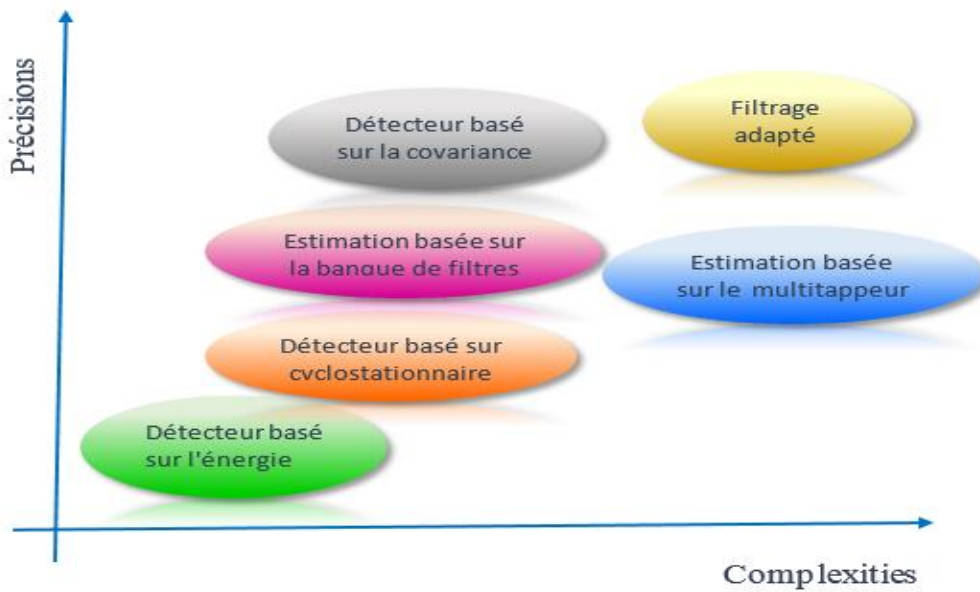 Précisions
Détecteur basé
sur la covariance
Filtrage
adapté
Estimation basée sur
la banque de filtres
Estimation basée
sur le multitappeur
Détecteur basé sur
cyclostationnaire
Détecteur basé
sur l'énergie
Complexities